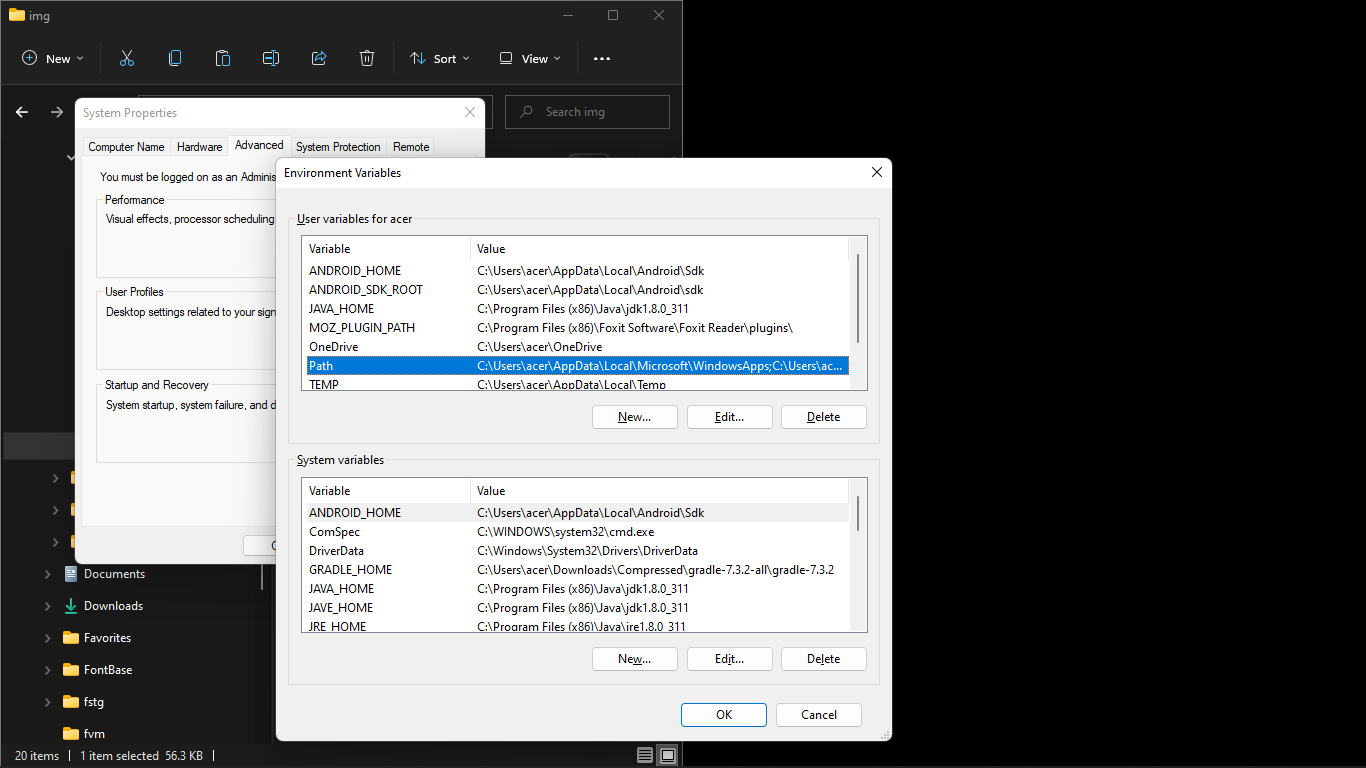 img
New
Sort
View
Search img
System Properties
Computer Name
Hardware
Advanced
System Protection
Remote
You must be logged on as an Adminis
Performance
Visual effects, processor scheduling,
User Profiles
Desktop settings related to your sign
Startup and Recovery
System startup, system failure, and d
Environment Variables
User variables for acer
Variable Value
ANDROID_HOME C:\Users\acer\AppData\Local\Android\Sdk
ANDROID_SDK_ROOT C:\Users\acer\AppData\Local\Android\sdk
JAVA_HOME C:\Program Files (x86)\Java\jdk1.8.0_311
MOZ_PLUGIN_PATH C:\Program Files (x86)\Foxit Software\Foxit Reader\plugins\
OneDrive C:\Users\acer\OneDrive
Path C:\Users\acer\AppData\Local\Microsoft\WindowsApps;C:\Users\ac...
TEMP C:\Users\acer\AppData\Local\Temp
New...
Edit...
Delete
System variables
Variable Value
ANDROID_HOME C:\Users\acer\AppData\Local\Android\Sdk
ComSpec C:\WINDOWS\system32\cmd.exe
DriverData C:\Windows\System32\Drivers\DriverData
GRADLE_HOME C:\Users\acer\Downloads\Compressed\gradle-7.3.2-all\gradle-7.3.2
JAVA_HOME C:\Program Files (x86)\Java\jdk1.8.0_311
JAVE_HOME C:\Program Files (x86)\Java\jdk1.8.0_311
JRE_HOME C:\Program Files (x86)\Java\jre1.8.0_311
New...
Edit...
Delete
OK
Cancel
Documents
Downloads
Favorites
FontBase
fstg
fvm
20 items
1 item selected 56.3 KB